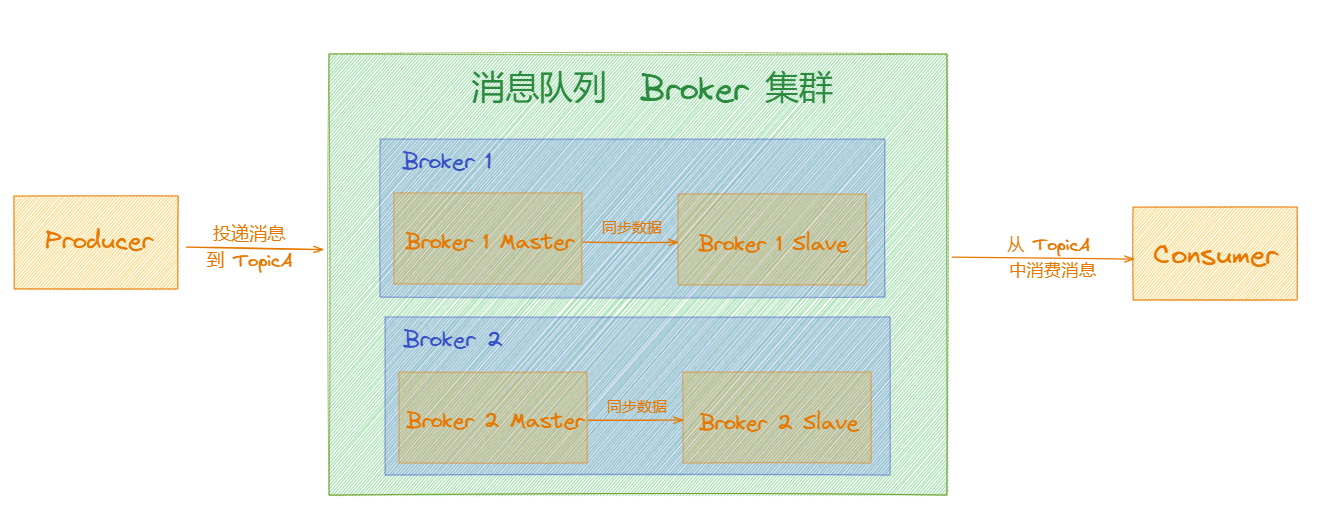 消息队列 Broker 集群
Broker 1
Producer
投递消息
到 TopicA
Broker 1 Master
同步数据
Broker 1 Slave
从 TopicA
中消费消息
Consumer
Broker 2
Broker 2 Master
同步数据
Broker 2 Slave